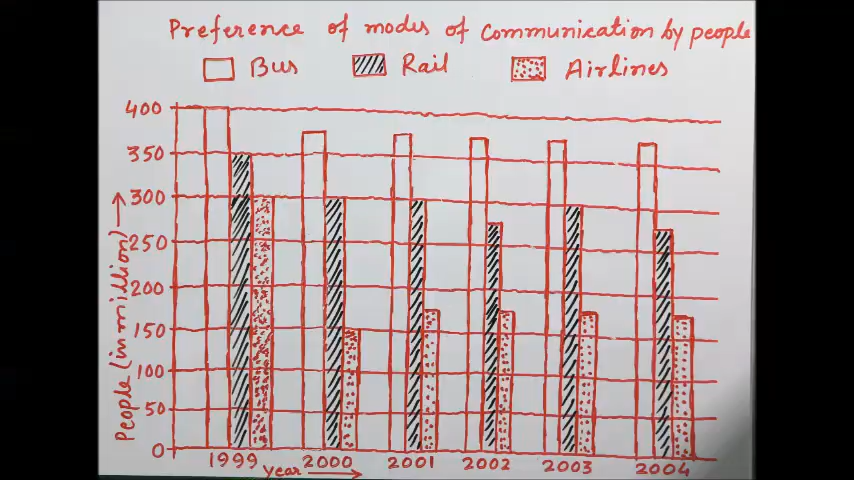 Preference of modes of Communication by people
Bus Rail Airlines
400
350
300
250
200
150
100
50
0
People (in million)
1999 2000 2001 2002 2003 2004
year